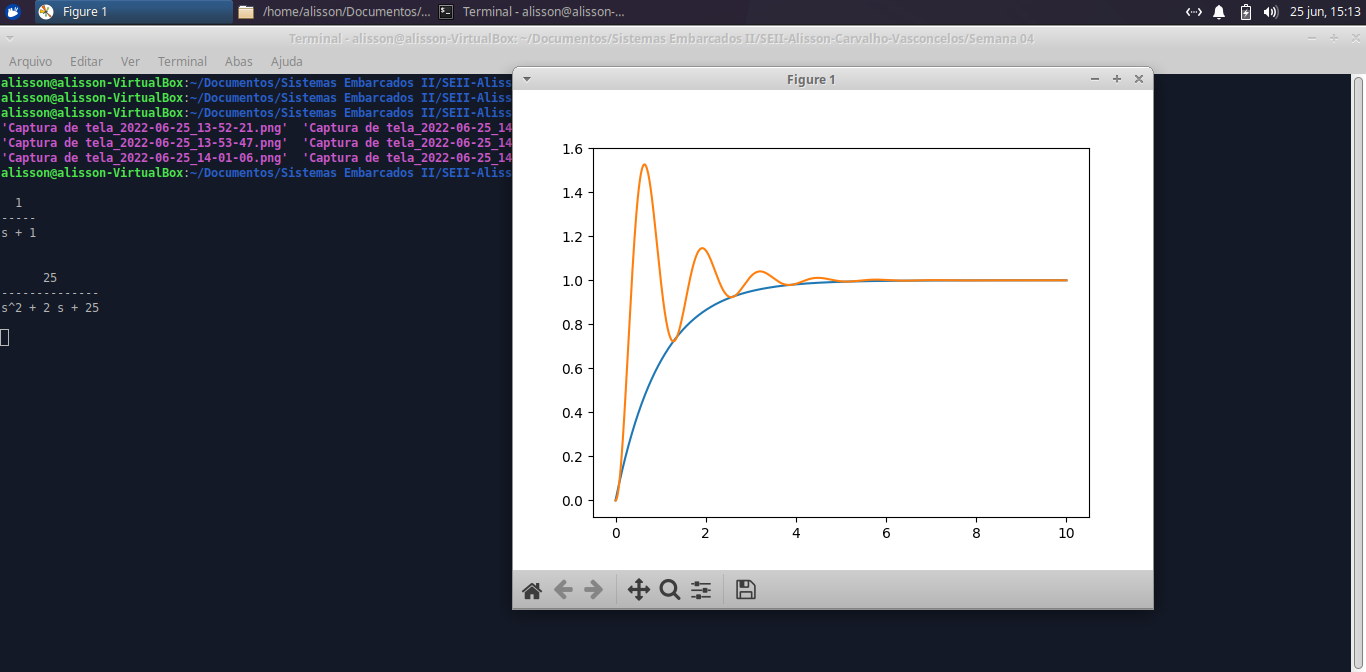 Figure 1
/home/alisson/Documentos/...
Terminal - alisson@alisson-...
25 jun, 15:13
Terminal - alisson@alisson-VirtualBox: ~/Documentos/Sistemas Embarcados II/SEII-Alisson-Carvalho-Vasconcelos/Semana 04
Arquivo Editar Ver Terminal Abas Ajuda
alisson@alisson-VirtualBox:~/Documentos/Sistemas Embarcados II/SEII-Aliss
alisson@alisson-VirtualBox:~/Documentos/Sistemas Embarcados II/SEII-Aliss
alisson@alisson-VirtualBox:~/Documentos/Sistemas Embarcados II/SEII-Aliss
'Captura de tela_2022-06-25_13-52-21.png'  'Captura de tela_2022-06-25_14
'Captura de tela_2022-06-25_13-53-47.png'  'Captura de tela_2022-06-25_14
'Captura de tela_2022-06-25_14-01-06.png'  'Captura de tela_2022-06-25_14
alisson@alisson-VirtualBox:~/Documentos/Sistemas Embarcados II/SEII-Aliss
1
-----
s + 1
25
--------------
s^2 + 2 s + 25
Figure 1
1.6
1.4
1.2
1.0
0.8
0.6
0.4
0.2
0.0
0 2 4 6 8 10